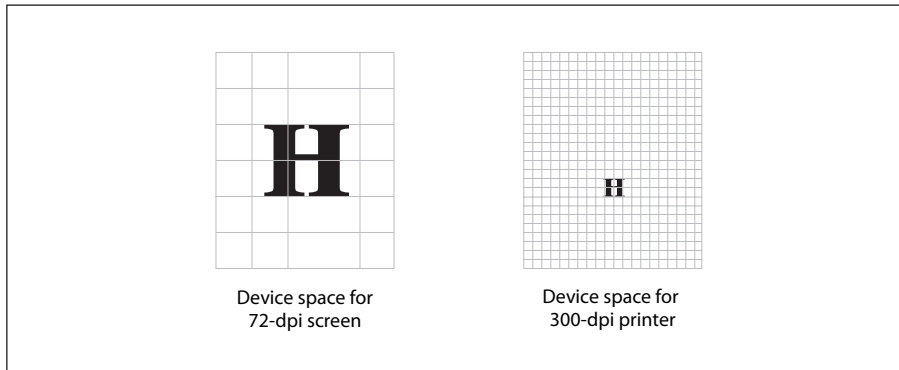 H
H
Device space for
72-dpi screen
Device space for
300-dpi printer